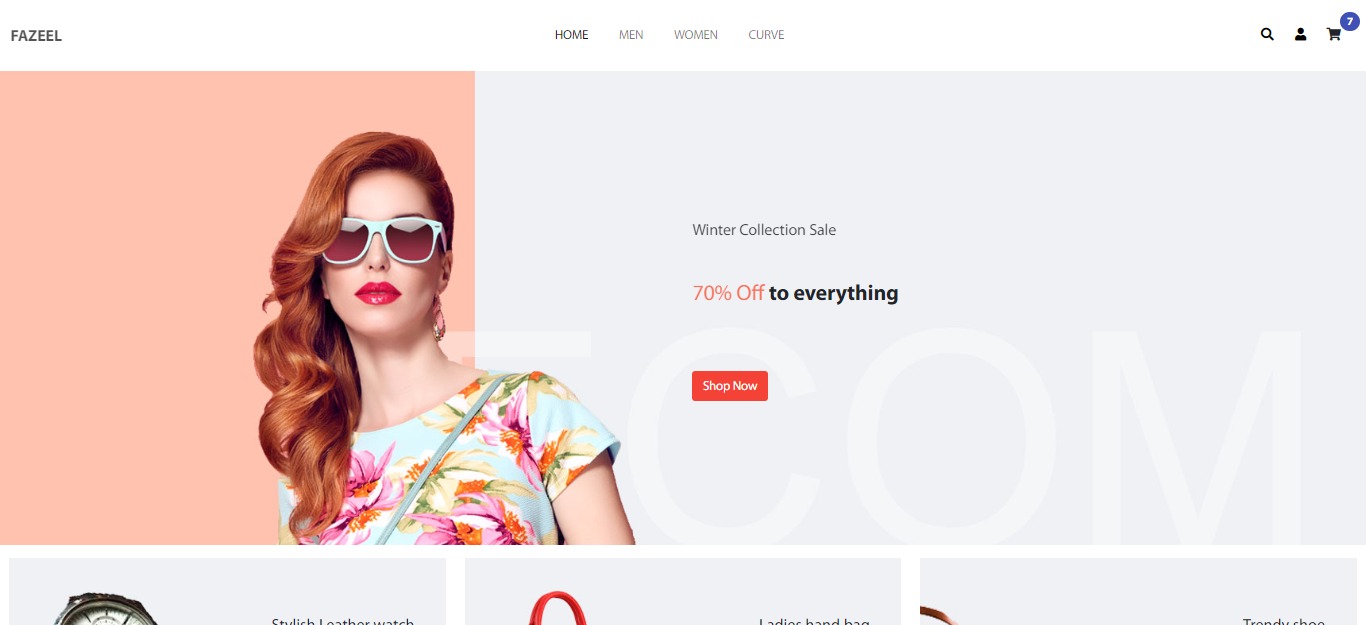 FAZEEL
HOME MEN WOMEN CURVE
7
Winter Collection Sale
70% Off to everything
ECOM
Shop Now
Stylish Leather watch
Ladies hand bag
Trendy shoe